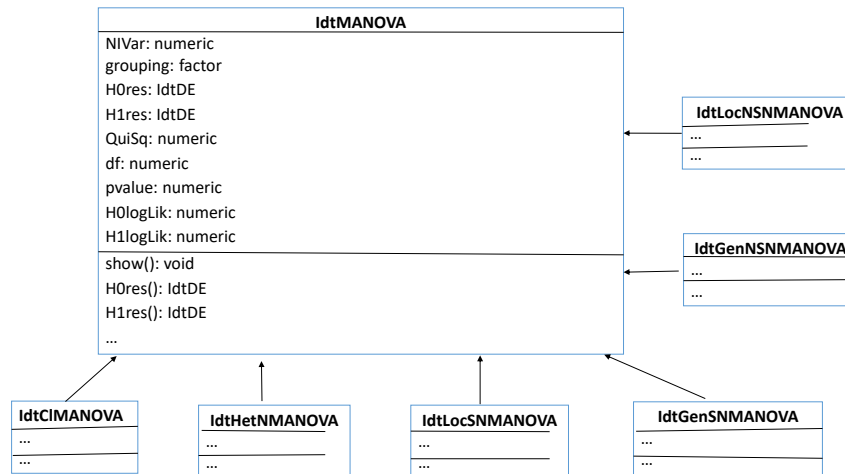 IdtMANOVA
NIVar: numeric
grouping: factor
H0res: IdtDE
H1res: IdtDE
QuiSq: numeric
df: numeric
pvalue: numeric
H0logLik: numeric
H1logLik: numeric
show(): void
H0res(): IdtDE
H1res(): IdtDE
...
IdtLocNSNMANOVA
...
...
IdtGenNSNMANOVA
...
...
IdtClMANOVA
...
...
IdtHetNMANOVA
...
...
IdtLocSNMANOVA
...
...
IdtGenSNMANOVA
...
...